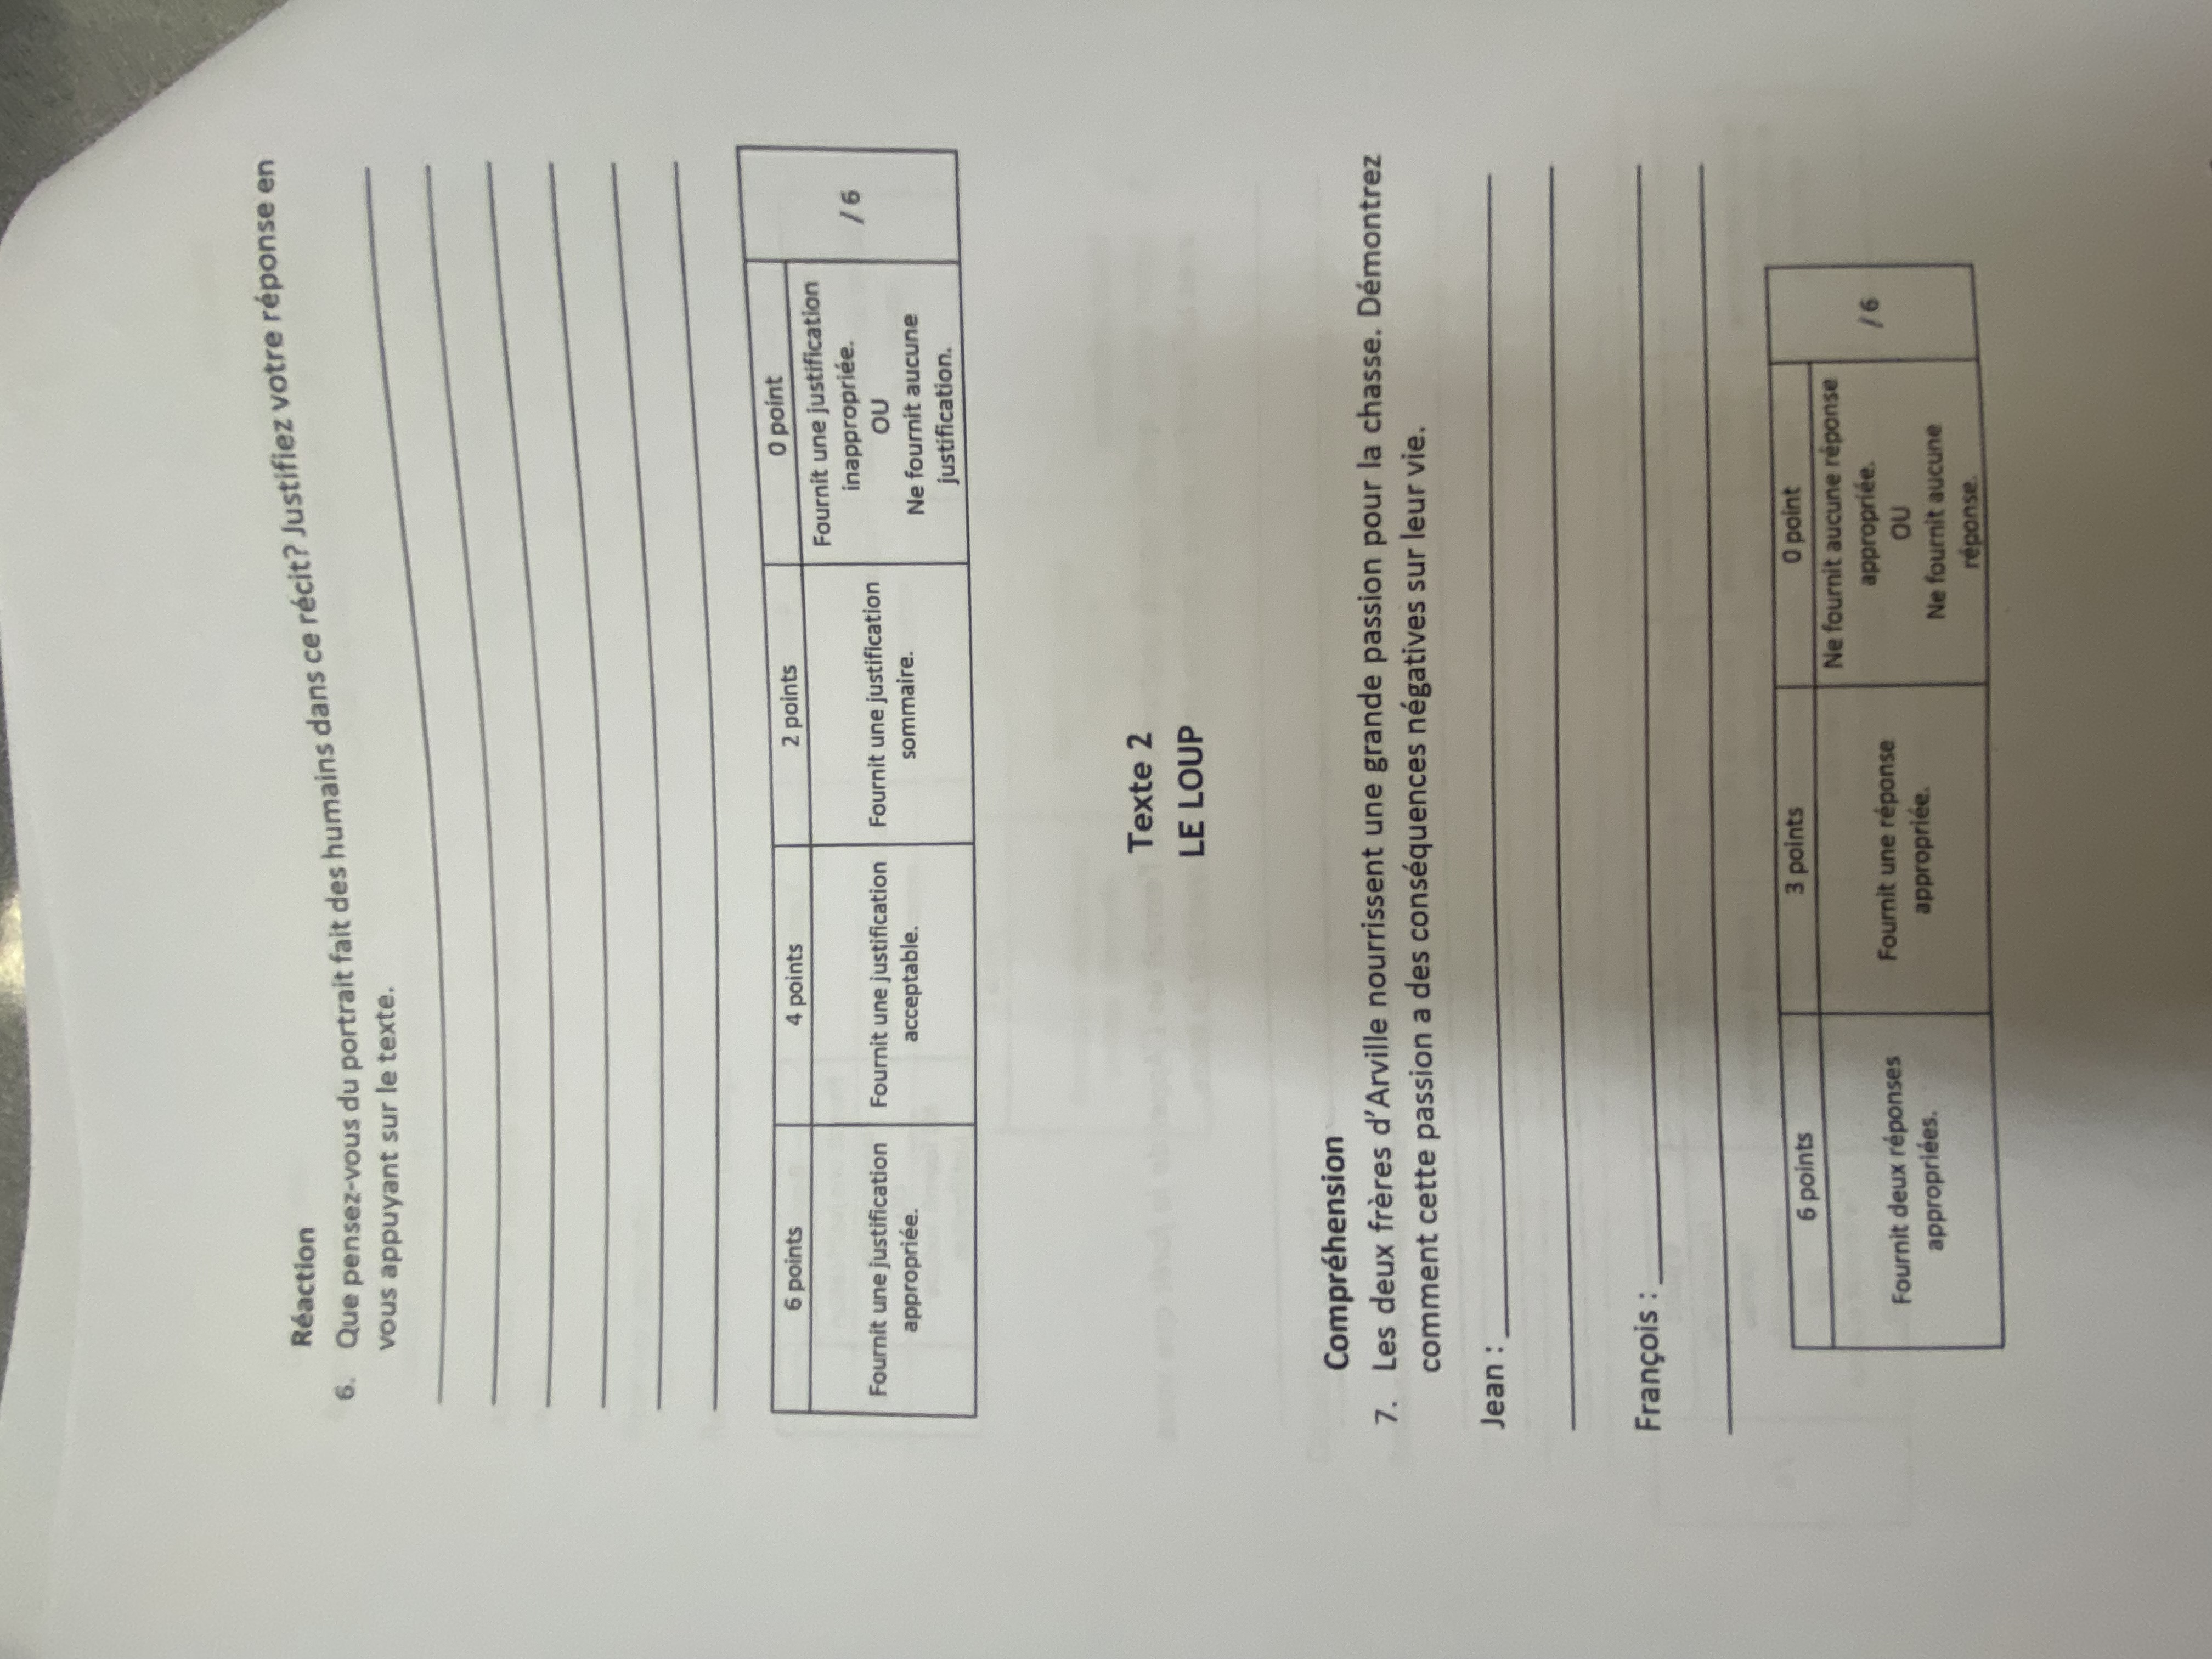 Réaction
6. Que pensez-vous du portrait fait des humains dans ce récit? Justifiez votre réponse en
vous appuyant sur le texte.
6 points
4 points
2 points
0 point
Fournit une justification
appropriée.
Fournit une justification
acceptable.
Fournit une justification
sommaire.
Fournit une justification
inappropriée.
OU
Ne fournit aucune
justification.
/ 6
Texte 2
LE LOUP
Compréhension
7. Les deux frères d'Arville nourrissent une grande passion pour la chasse. Démontrez
comment cette passion a des conséquences négatives sur leur vie.
Jean :
François :
6 points
3 points
0 point
Fournit deux réponses
appropriées.
Fournit une réponse
appropriée.
Ne fournit aucune réponse
appropriée.
OU
Ne fournit aucune
réponse.
/ 6